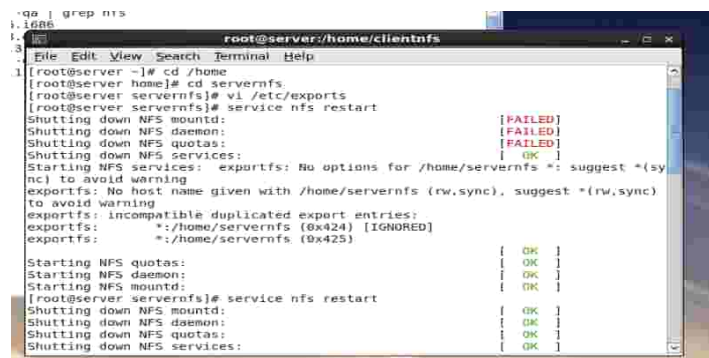 -qa | grep nfs
.i686
root@server:/home/clientnfs
File Edit View Search Terminal Help
[root@server ~]# cd /home
[root@server home]# cd servernfs
[root@server servernfs]# vi /etc/exports
[root@server servernfs]# service nfs restart
Shutting down NFS mountd: [FAILED]
Shutting down NFS daemon: [FAILED]
Shutting down NFS quotas: [FAILED]
Shutting down NFS services: [ OK ]
Starting NFS services: exportfs: No options for /home/servernfs *: suggest *(sy
nc) to avoid warning
exportfs: No host name given with /home/servernfs (rw,sync), suggest *(rw,sync)
to avoid warning
exportfs: incompatible duplicated export entries:
exportfs: *:/home/servernfs (0x424) [IGNORED]
exportfs: *:/home/servernfs (0x425)
[ OK ]
Starting NFS quotas: [ OK ]
Starting NFS daemon: [ OK ]
Starting NFS mountd: [ OK ]
[root@server servernfs]# service nfs restart
Shutting down NFS mountd: [ OK ]
Shutting down NFS daemon: [ OK ]
Shutting down NFS quotas: [ OK ]
Shutting down NFS services: [ OK ]